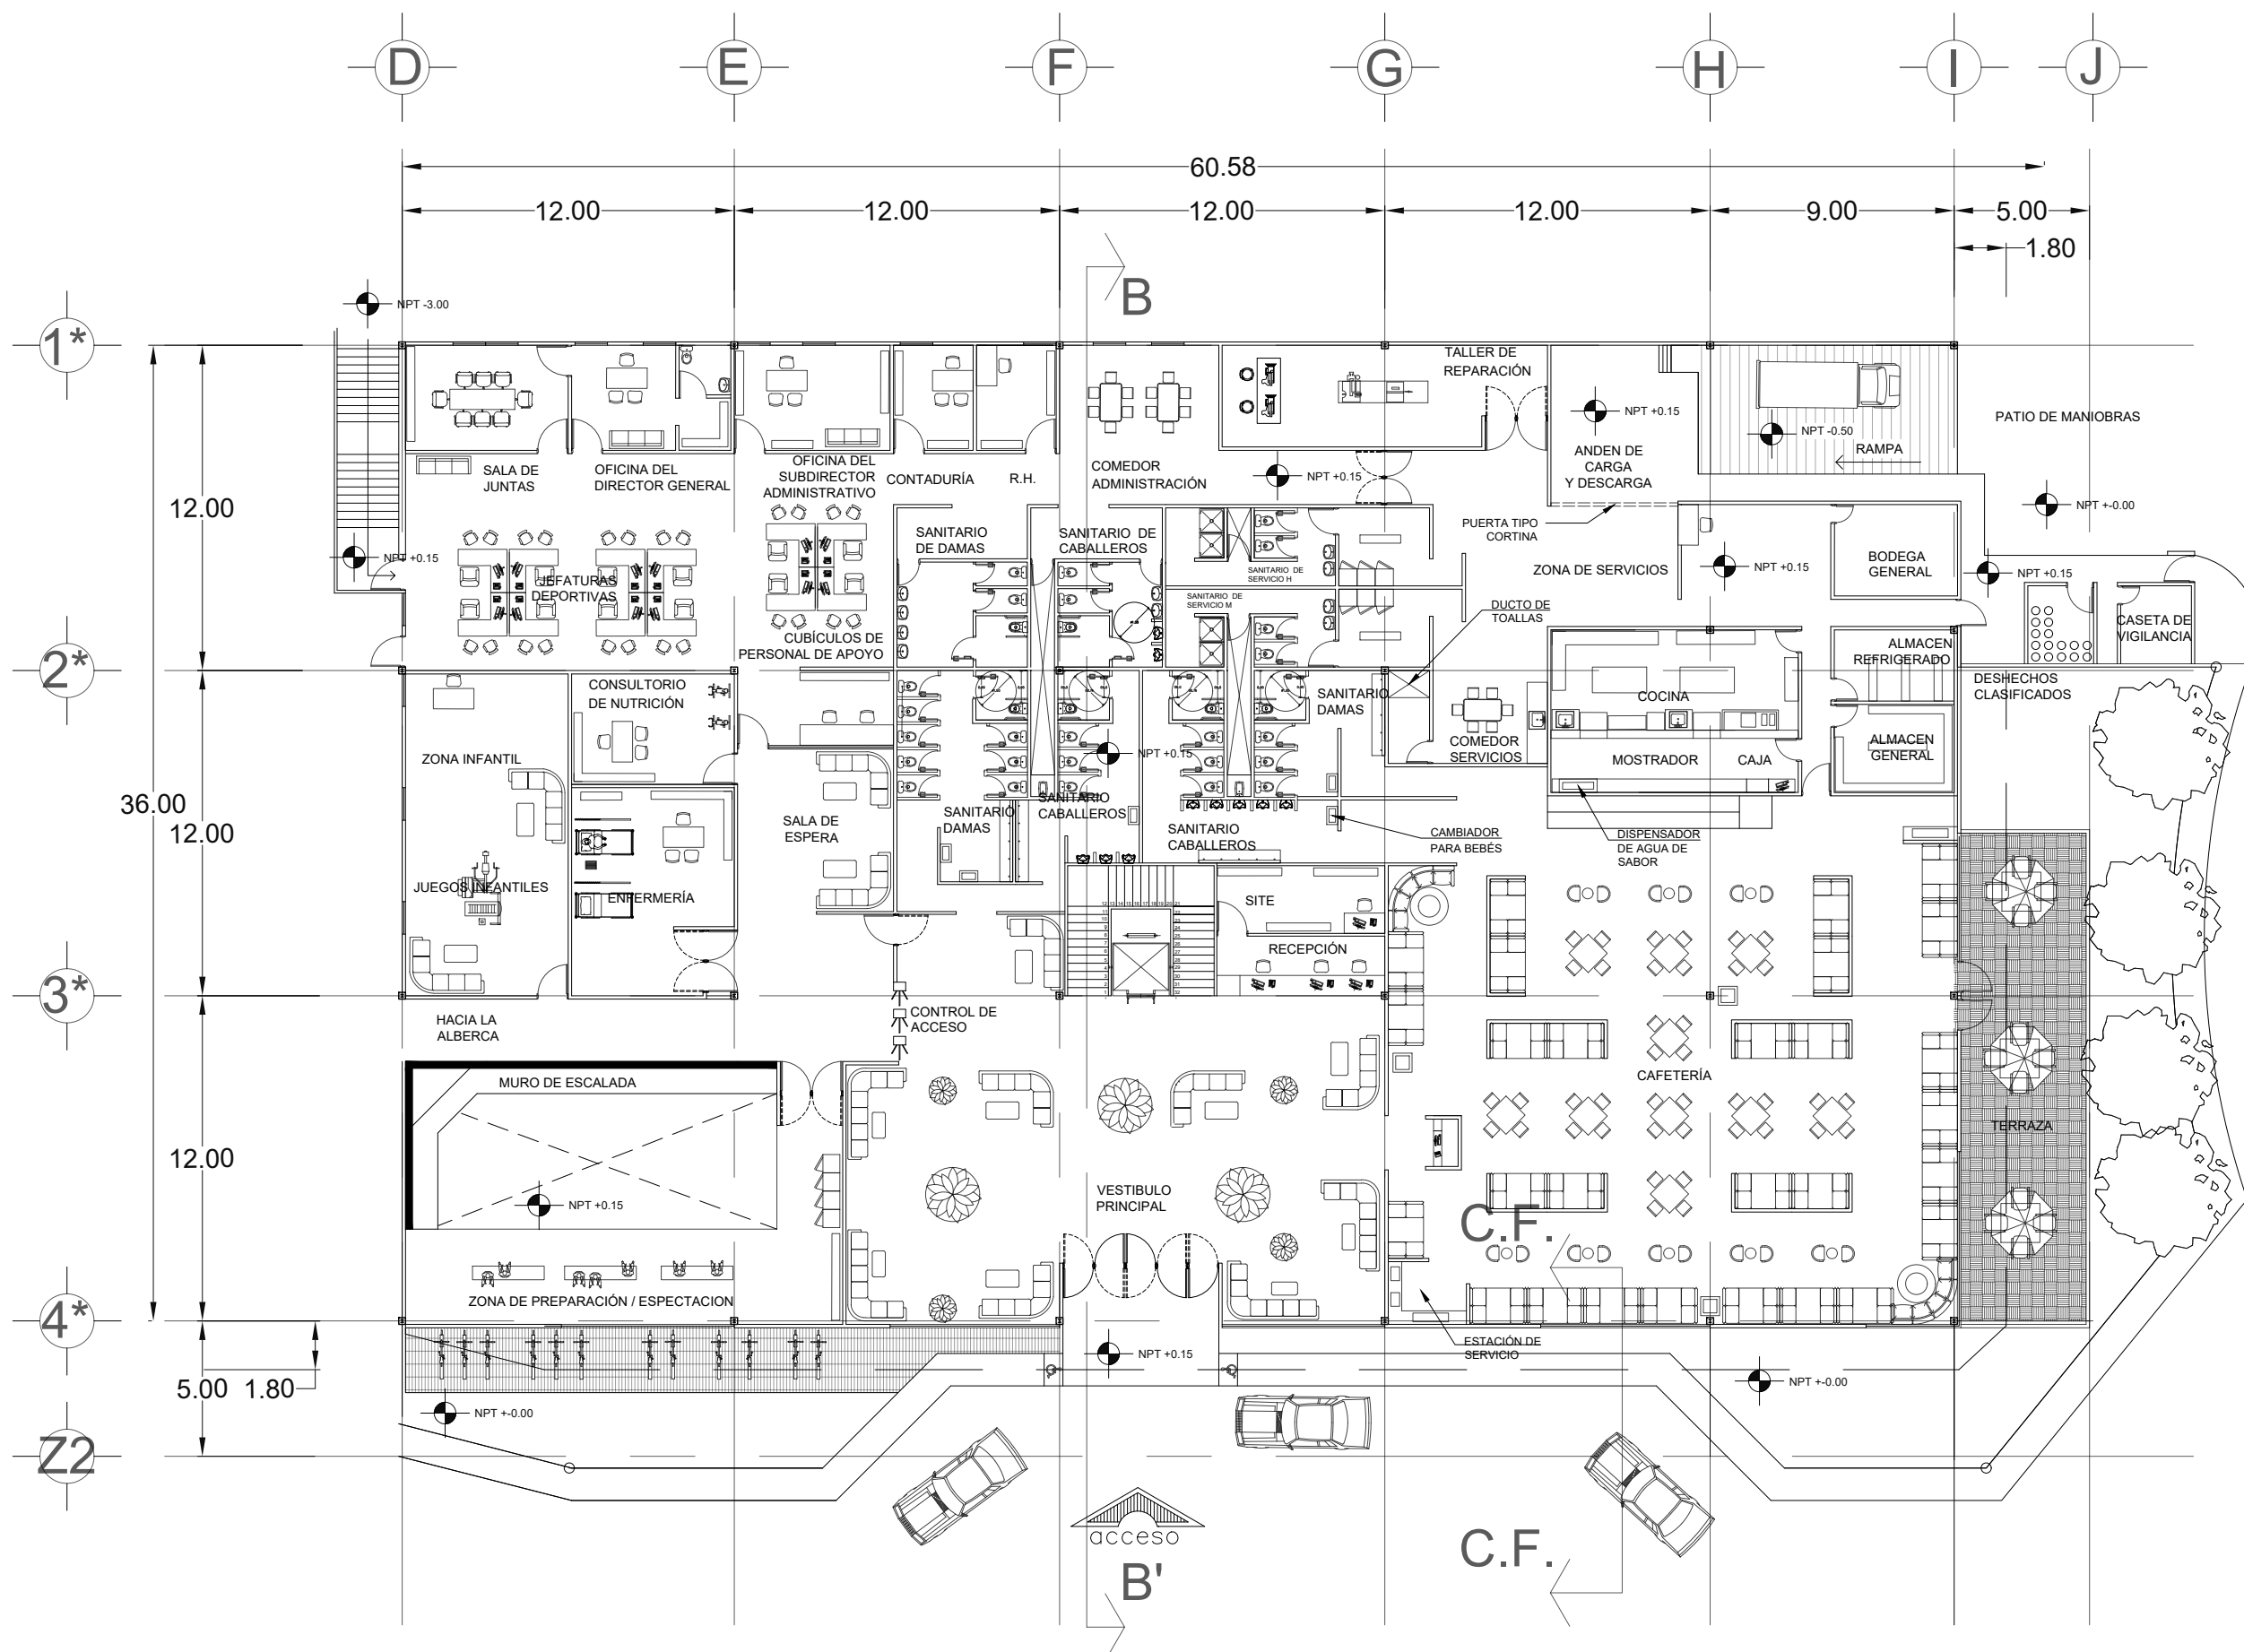 D
E
F
G
H
I
J
60.58
12.00
12.00
12.00
12.00
9.00
5.00
1.80
B
NPT -3.00
1*
TALLER DE
REPARACIÓN
NPT +0.15
PATIO DE MANIOBRAS
NPT -0.50
RAMPA
ANDEN DE
CARGA
Y DESCARGA
SALA DE
JUNTAS
OFICINA DEL
DIRECTOR GENERAL
OFICINA DEL
SUBDIRECTOR
ADMINISTRATIVO
CONTADURÍA
R.H.
COMEDOR
ADMINISTRACIÓN
NPT +0.15
12.00
NPT +-0.00
PUERTA TIPO
CORTINA
SANITARIO
DE DAMAS
SANITARIO DE
CABALLEROS
NPT +0.15
SANITARIO DE
SERVICIO H
ZONA DE SERVICIOS
NPT +0.15
BODEGA
GENERAL
NPT +0.15
JEFATURAS
DEPORTIVAS
SANITARIO DE
SERVICIO M
DUCTO DE
TOALLAS
CASETA DE
VIGILANCIA
CUBÍCULOS DE
PERSONAL DE APOYO
ALMACEN
REFRIGERADO
2*
CONSULTORIO
DE NUTRICIÓN
SANITARIO
DAMAS
COCINA
DESHECHOS
CLASIFICADOS
ZONA INFANTIL
NPT +0.15
COMEDOR
SERVICIOS
MOSTRADOR
CAJA
ALMACEN
GENERAL
36.00
12.00
SALA DE
ESPERA
SANITARIO
DAMAS
SANITARIO
CABALLEROS
SANITARIO
CABALLEROS
CAMBIADOR
PARA BEBÉS
DISPENSADOR
DE AGUA DE
SABOR
JUEGOS INFANTILES
ENFERMERÍA
SITE
RECEPCIÓN
3*
HACIA LA
ALBERCA
CONTROL DE
ACCESO
MURO DE ESCALADA
CAFETERÍA
TERRAZA
12.00
NPT +0.15
VESTIBULO
PRINCIPAL
C.F.
ZONA DE PREPARACIÓN / ESPECTACION
4*
ESTACIÓN DE
SERVICIO
NPT +0.15
5.00
1.80
NPT +-0.00
NPT +-0.00
Z2
acceso
C.F.
B'